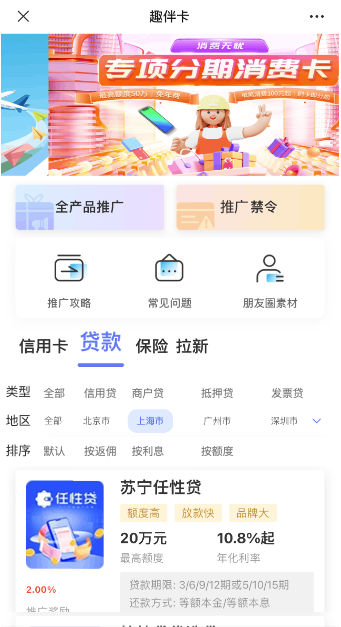 趣伴卡
消费无忧
专项分期消费卡
最高额度50万|免年费
全产品推广
推广禁令
推广攻略
常见问题
朋友圈素材
信用卡 贷款 保险 拉新
类型 全部 信用贷 商户贷 抵押贷 发票贷
地区 全部 北京市 上海市 广州市 深圳市
排序 默认 按返佣 按利息 按额度
任性贷
苏宁任性贷
额度高 放款快 品牌大
20万元 10.8%起
最高额度 年化利率
2.00%
推广奖励
贷款期限: 3/6/9/12期或5/10/15期
还款方式: 等额本金/等额本息